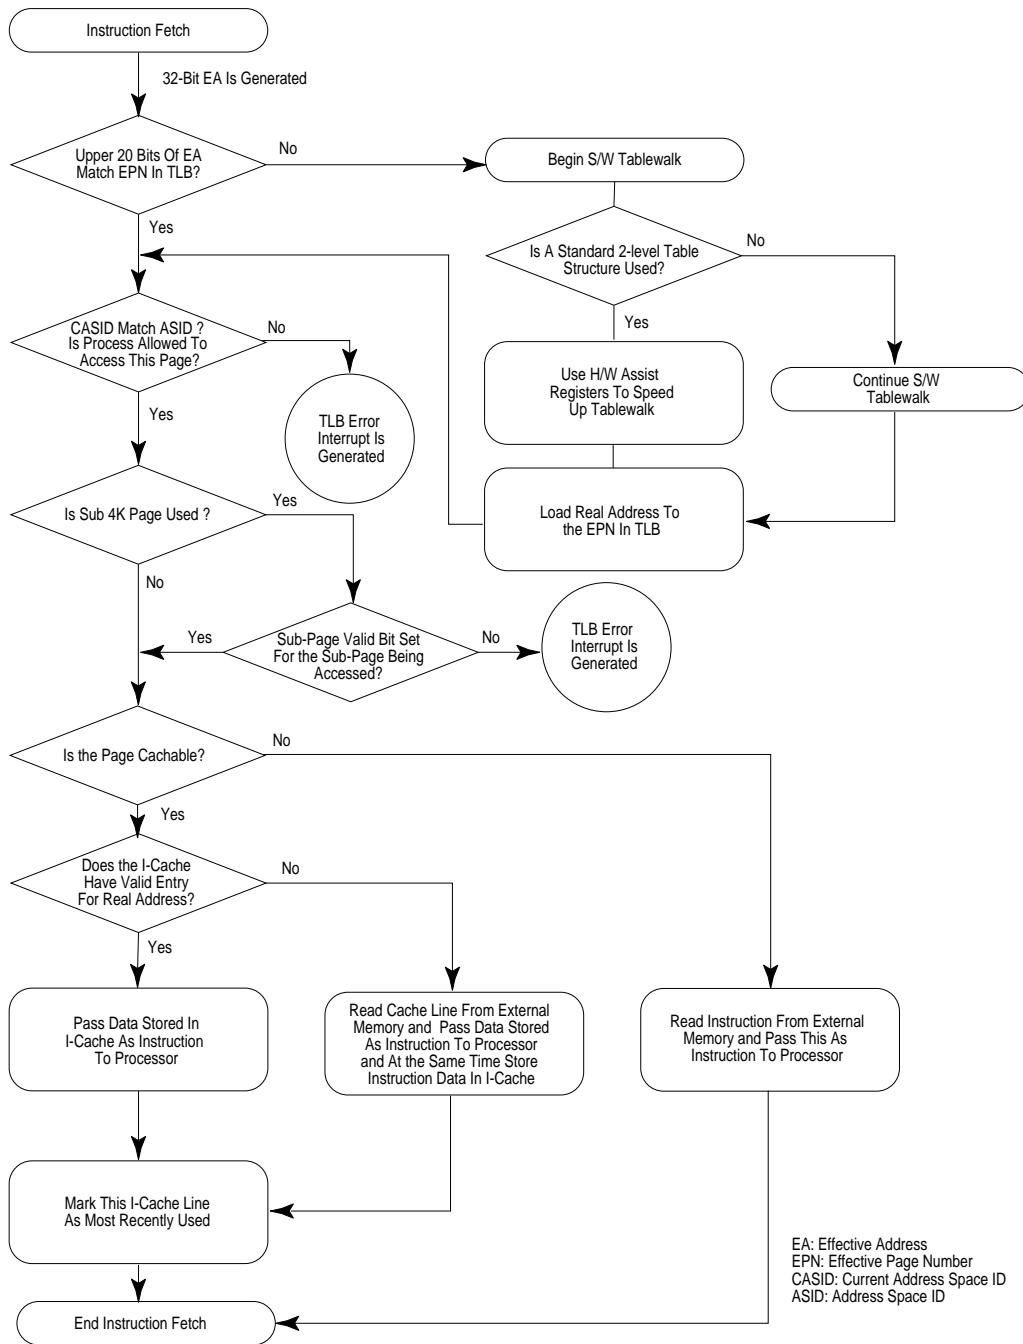 Instruction Fetch
32-Bit EA Is Generated
Upper 20 Bits Of EA
Match EPN In TLB?
No
Begin S/W Tablewalk
Yes
Is A Standard 2-level Table
Structure Used?
No
Yes
CASID Match ASID ?
Is Process Allowed To
Access This Page?
No
Use H/W Assist
Registers To Speed
Up Tablewalk
Continue S/W
Tablewalk
Yes
TLB Error
Interrupt Is
Generated
Is Sub 4K Page Used ?
Yes
Load Real Address To
the EPN In TLB
No
Yes
Sub-Page Valid Bit Set
For the Sub-Page Being
Accessed?
No
TLB Error
Interrupt Is
Generated
Is the Page Cachable?
No
Yes
Does the I-Cache
Have Valid Entry
For Real Address?
No
Yes
Pass Data Stored In
I-Cache As Instruction
To Processor
Read Cache Line From External
Memory and Pass Data Stored
As Instruction To Processor
and At the Same Time Store
Instruction Data In I-Cache
Read Instruction From External
Memory and Pass This As
Instruction To Processor
Mark This I-Cache Line
As Most Recently Used
End Instruction Fetch
EA: Effective Address
EPN: Effective Page Number
CASID: Current Address Space ID
ASID: Address Space ID